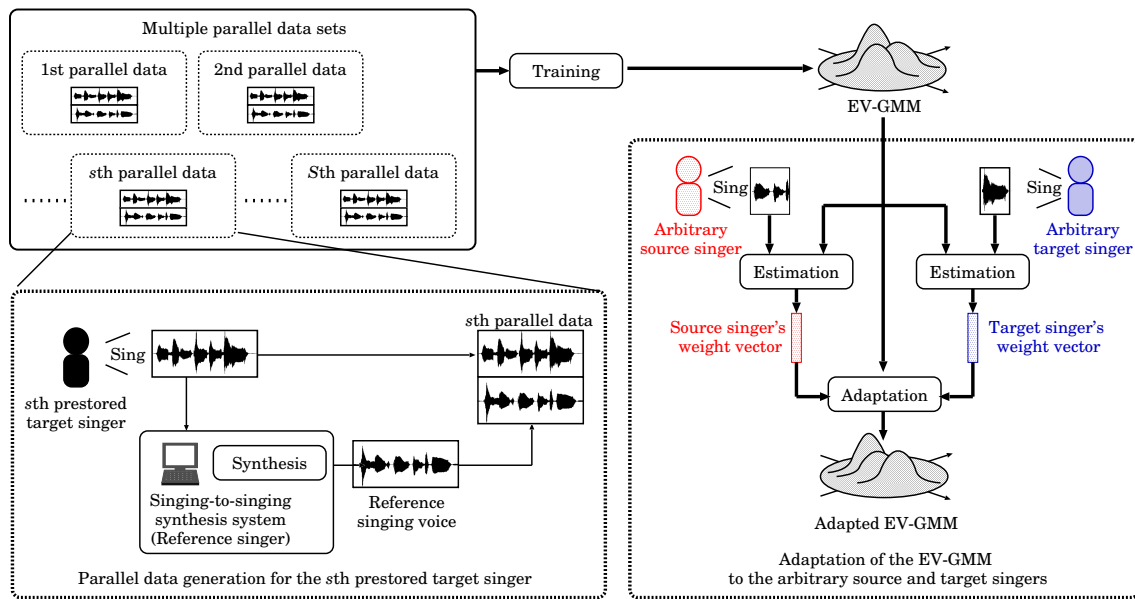 Multiple parallel data sets
1st parallel data
2nd parallel data
sth parallel data
Sth parallel data
Training
EV-GMM
Sing
Sing
Arbitrary
source singer
Arbitrary
target singer
Estimation
Estimation
Source singer's
weight vector
Target singer's
weight vector
Adaptation
Adapted EV-GMM
Adaptation of the EV-GMM
to the arbitrary source and target singers
sth parallel data
Sing
sth prestored
target singer
Synthesis
Singing-to-singing
synthesis system
(Reference singer)
Reference
singing voice
Parallel data generation for the sth prestored target singer